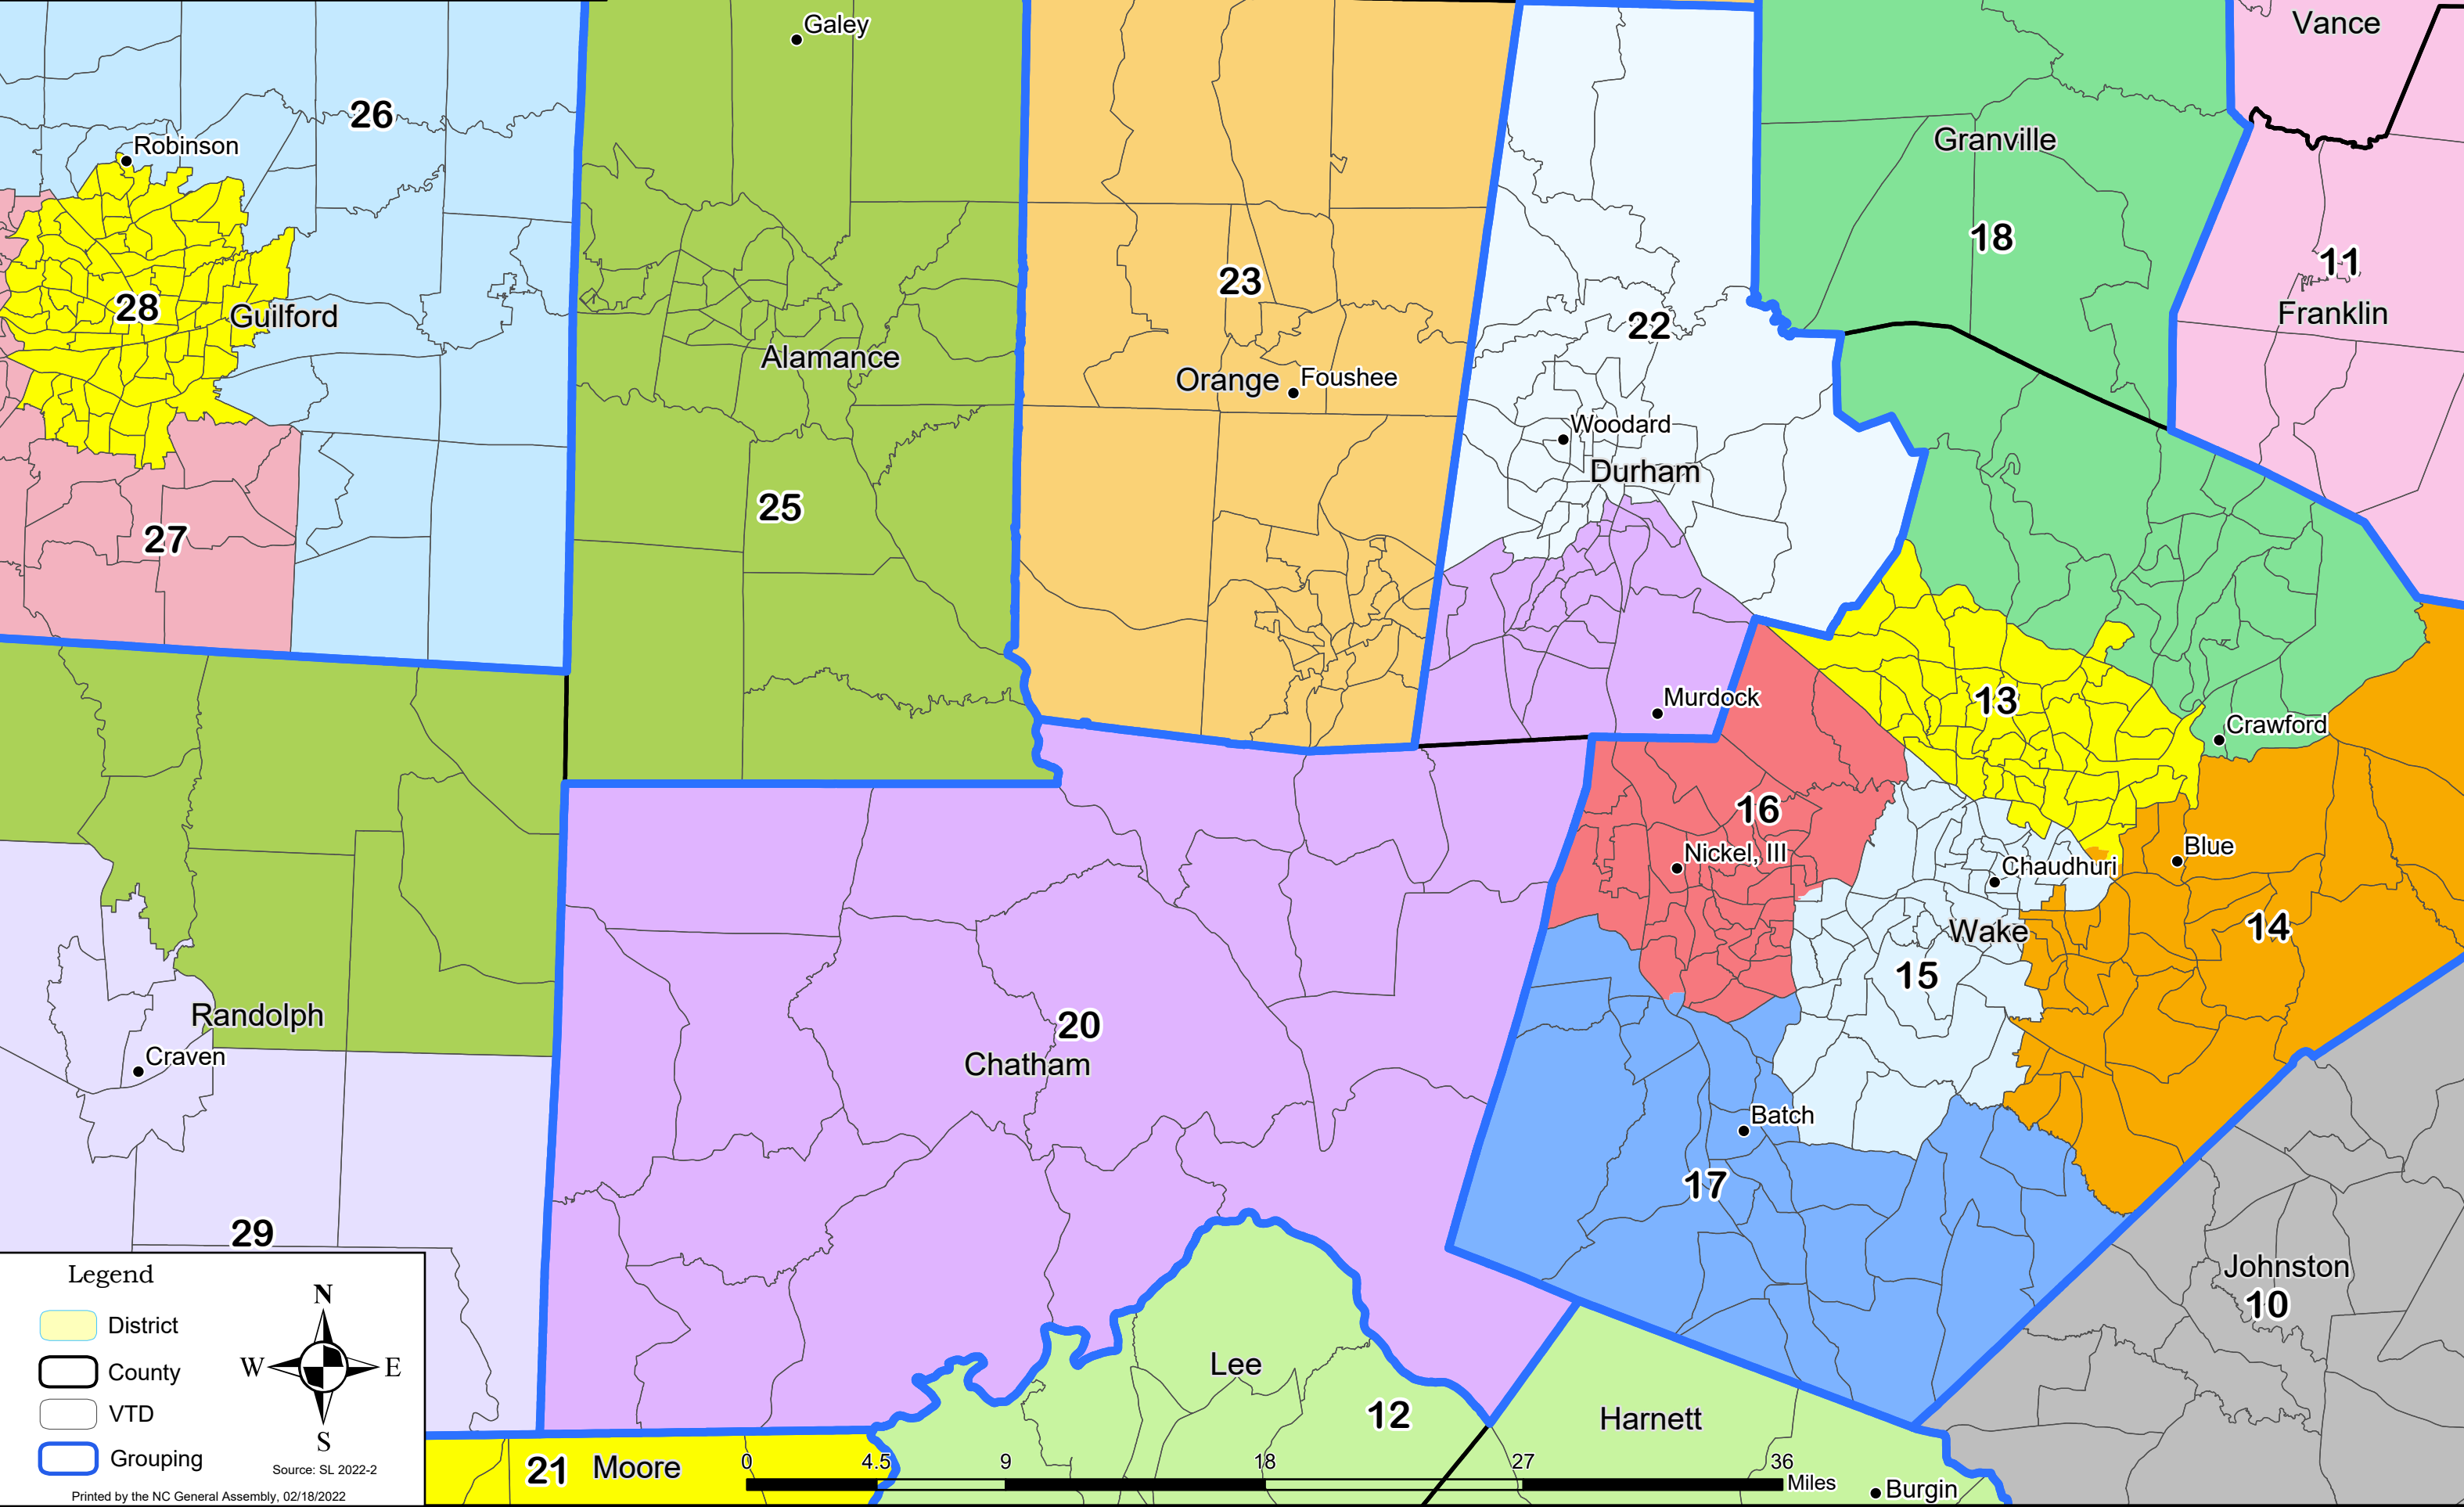 Galey
Vance
26
Robinson
Granville
18
11
Franklin
23
28
Guilford
22
Alamance
Orange
Foushee
Woodard
Durham
25
27
Murdock
13
Crawford
16
Nickel, III
Blue
Chaudhuri
Wake
14
15
Randolph
20
Craven
Chatham
Batch
17
29
Johnston
10
Lee
12
Harnett
21
Moore
Burgin
Legend
District
County
VTD
Grouping
N
W
E
S
Source: SL 2022-2
Printed by the NC General Assembly, 02/18/2022
0 4.5 9 18 27 36
Miles